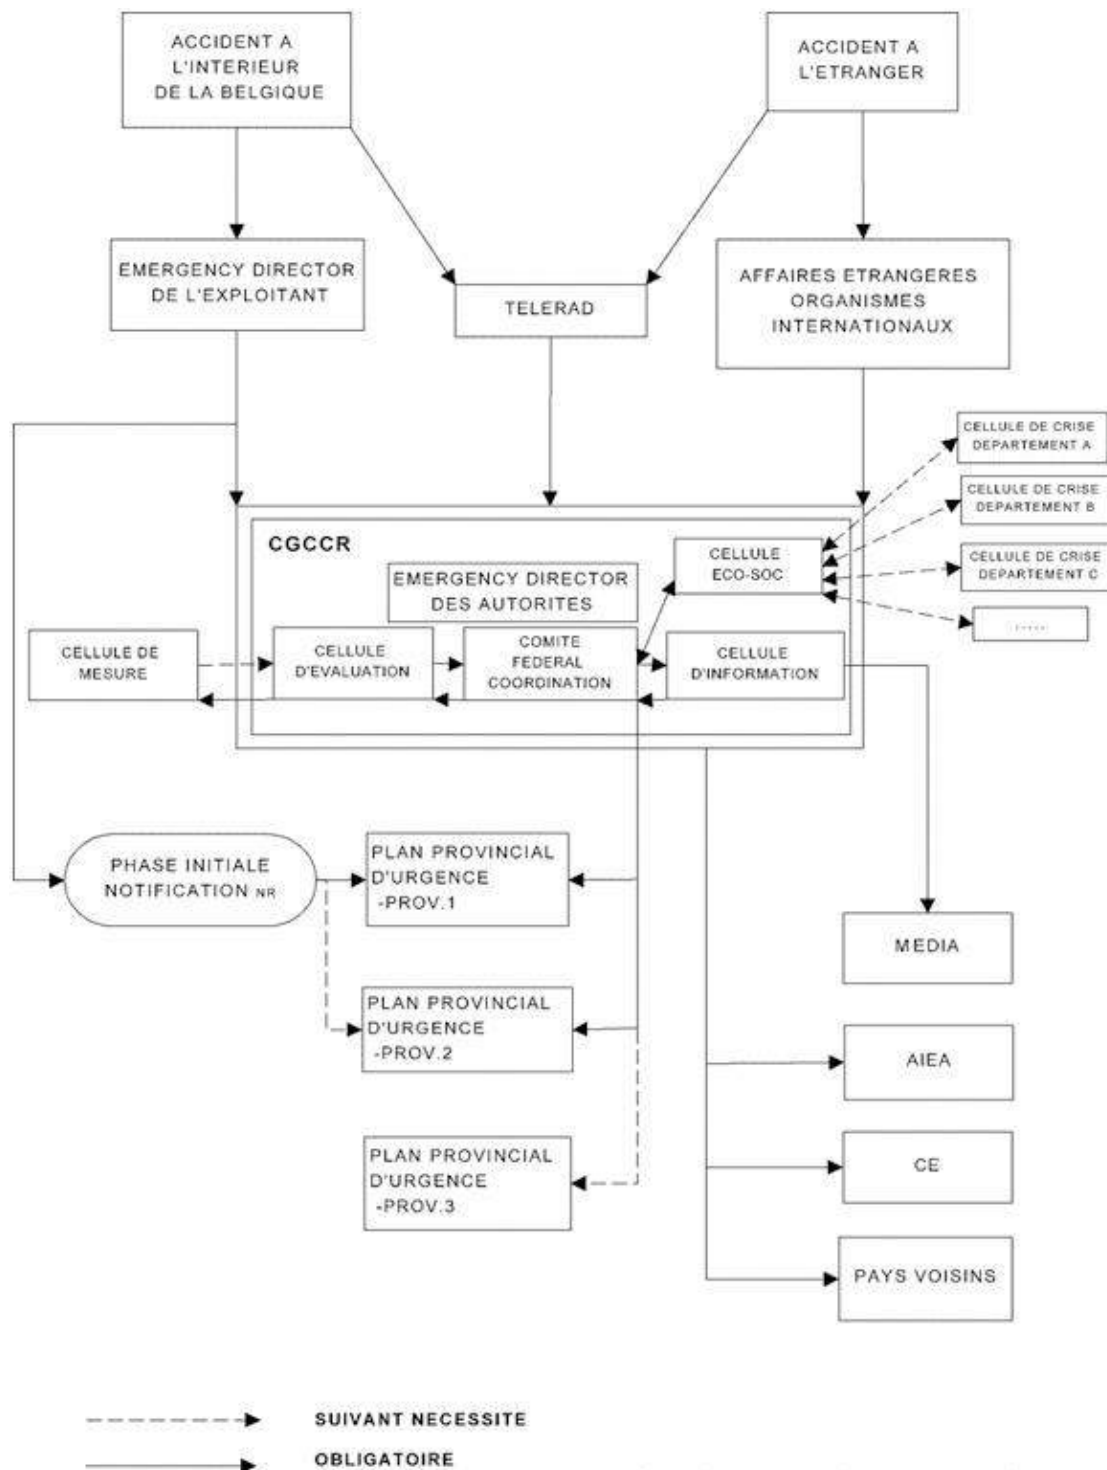 ACCIDENT A
L'INTERIEUR
DE LA BELGIQUE
ACCIDENT A
L'ETRANGER
EMERGENCY DIRECTOR
DE L'EXPLOITANT
TELERAD
AFFAIRES ETRANGERES
ORGANISMES
INTERNATIONAUX
CELLULE DE CRISE
DEPARTEMENT A
CELLULE DE CRISE
DEPARTEMENT B
CELLULE DE CRISE
DEPARTEMENT C
.....
CGCCR
CELLULE
ECO-SOC
EMERGENCY DIRECTOR
DES AUTORITES
CELLULE DE
MESURE
CELLULE
D'EVALUATION
COMITE
FEDERAL
COORDINATION
CELLULE
D'INFORMATION
PHASE INITIALE
NOTIFICATION NR
PLAN PROVINCIAL
D'URGENCE
-PROV.1
PLAN PROVINCIAL
D'URGENCE
-PROV.2
PLAN PROVINCIAL
D'URGENCE
-PROV.3
MEDIA
AIEA
CE
PAYS VOISINS
SUIVANT NECESSITE
OBLIGATOIRE